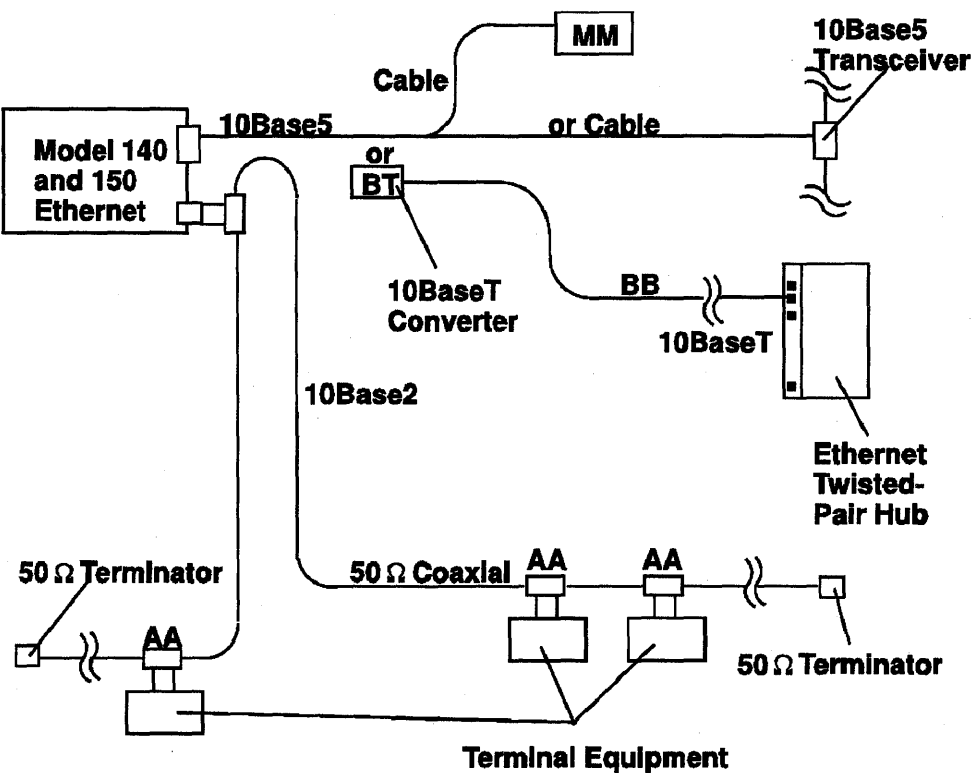 MM
10Base5
Transceiver
Cable
10Base5
or Cable
Model 140
and 150
Ethernet
or
BT
10BaseT
Converter
BB
10BaseT
10Base2
Ethernet
Twisted-
Pair Hub
50 Ω Terminator
50 Ω Coaxial
AA
AA
AA
50 Ω Terminator
Terminal Equipment